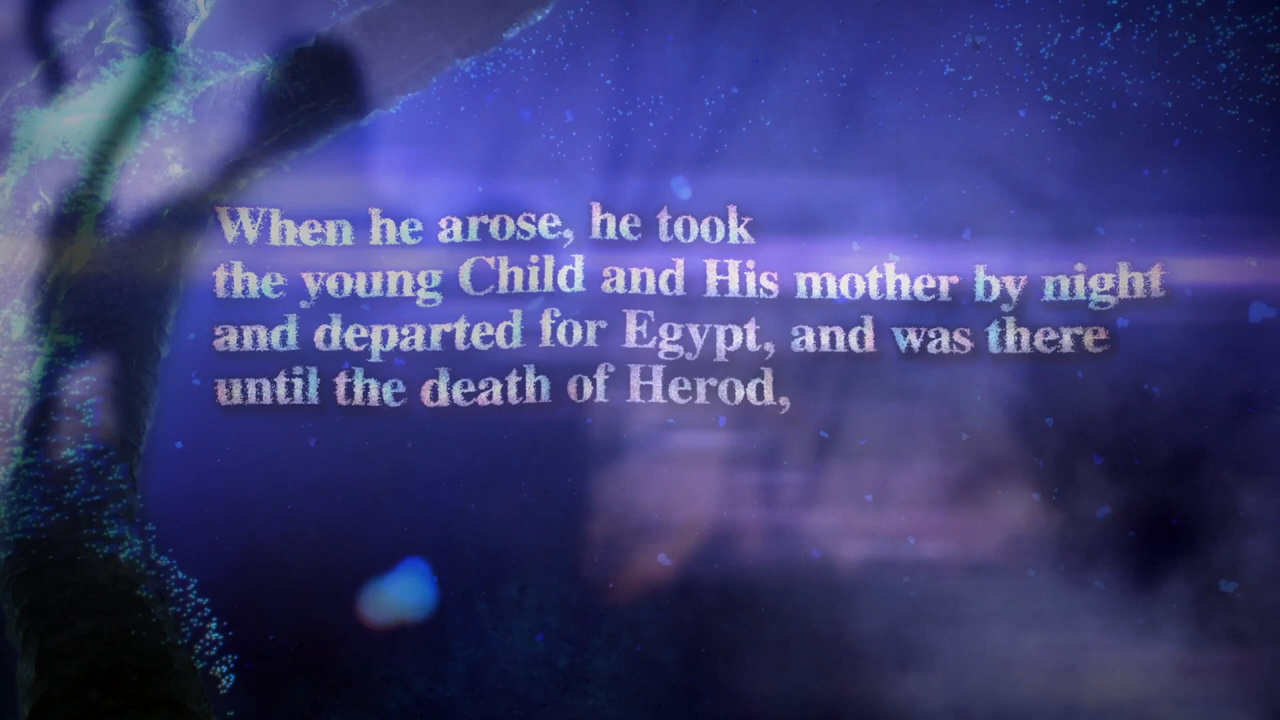 When he arose, he took
the young Child and His mother by night
and departed for Egypt, and was there
until the death of Herod,